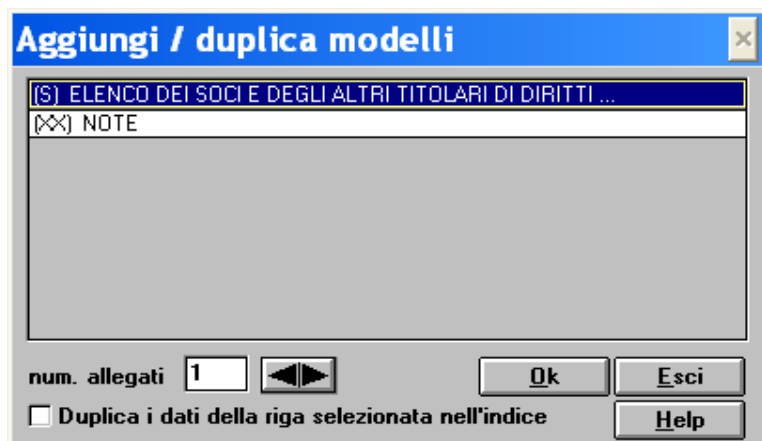 Aggiungi / duplica modelli
(S) ELENCO DEI SOCI E DEGLI ALTRI TITOLARI DI DIRITTI ...
(XX) NOTE
num. allegati 1 Ok Esci
Duplica i dati della riga selezionata nell'indice Help